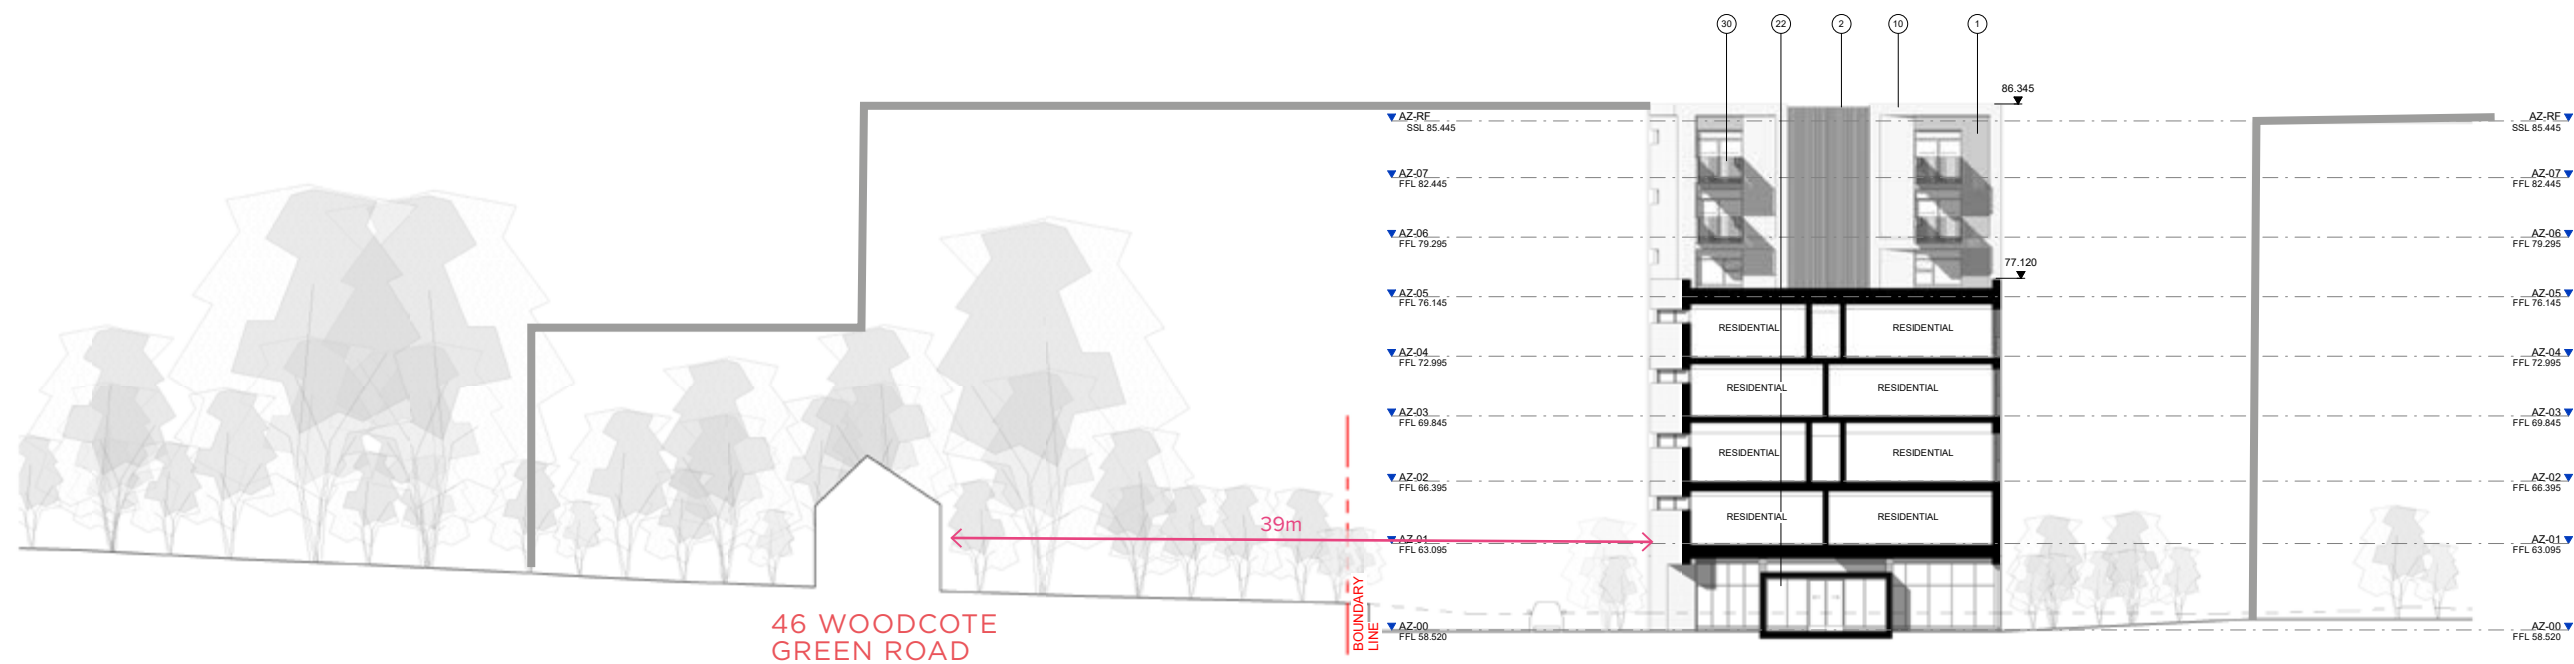 30 22 2 10 1
86.345
AZ-RF
SSL 85.445
AZ-RF
SSL 85.445
AZ-07
FFL 82.445
AZ-07
FFL 82.445
AZ-06
FFL 79.295
AZ-06
FFL 79.295
77.120
AZ-05
FFL 76.145
AZ-05
FFL 76.145
RESIDENTIAL RESIDENTIAL
AZ-04
FFL 72.995
AZ-04
FFL 72.995
RESIDENTIAL RESIDENTIAL
AZ-03
FFL 69.845
AZ-03
FFL 69.845
RESIDENTIAL RESIDENTIAL
AZ-02
FFL 66.395
AZ-02
FFL 66.395
RESIDENTIAL RESIDENTIAL
39m
AZ-01
FFL 63.095
AZ-01
FFL 63.095
46 WOODCOTE
GREEN ROAD
BOUNDARY
LINE
AZ-00
FFL 58.520
AZ-00
FFL 58.520